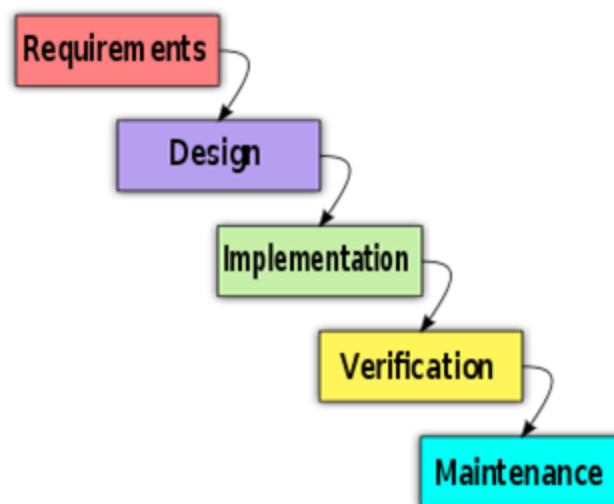 Requirements
Design
Implementation
Verification
Maintenance